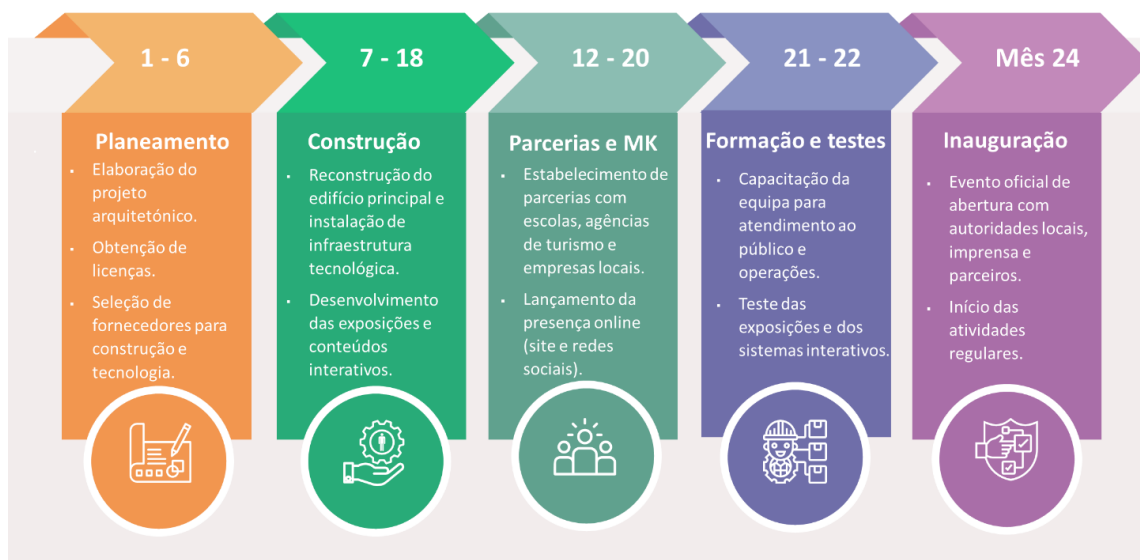 1 - 6
Planeamento
▪ Elaboração do
projeto
arquitetónico.
▪ Obtenção de
licenças.
▪ Seleção de
fornecedores para
construção e
tecnologia.
7 - 18
Construção
▪ Reconstrução do
edifício principal e
instalação de
infraestrutura
tecnológica.
▪ Desenvolvimento
das exposições e
conteúdos
interativos.
12 - 20
Parcerias e MK
▪ Estabelecimento de
parcerias com
escolas, agências
de turismo e
empresas locais.
▪ Lançamento da
presença online
(site e redes
sociais).
21 - 22
Formação e testes
▪ Capacitação da
equipa para
atendimento ao
público e
operações.
▪ Teste das
exposições e dos
sistemas interativos.
Mês 24
Inauguração
▪ Evento oficial de
abertura com
autoridades locais,
imprensa e
parceiros.
▪ Início das
atividades
regulares.